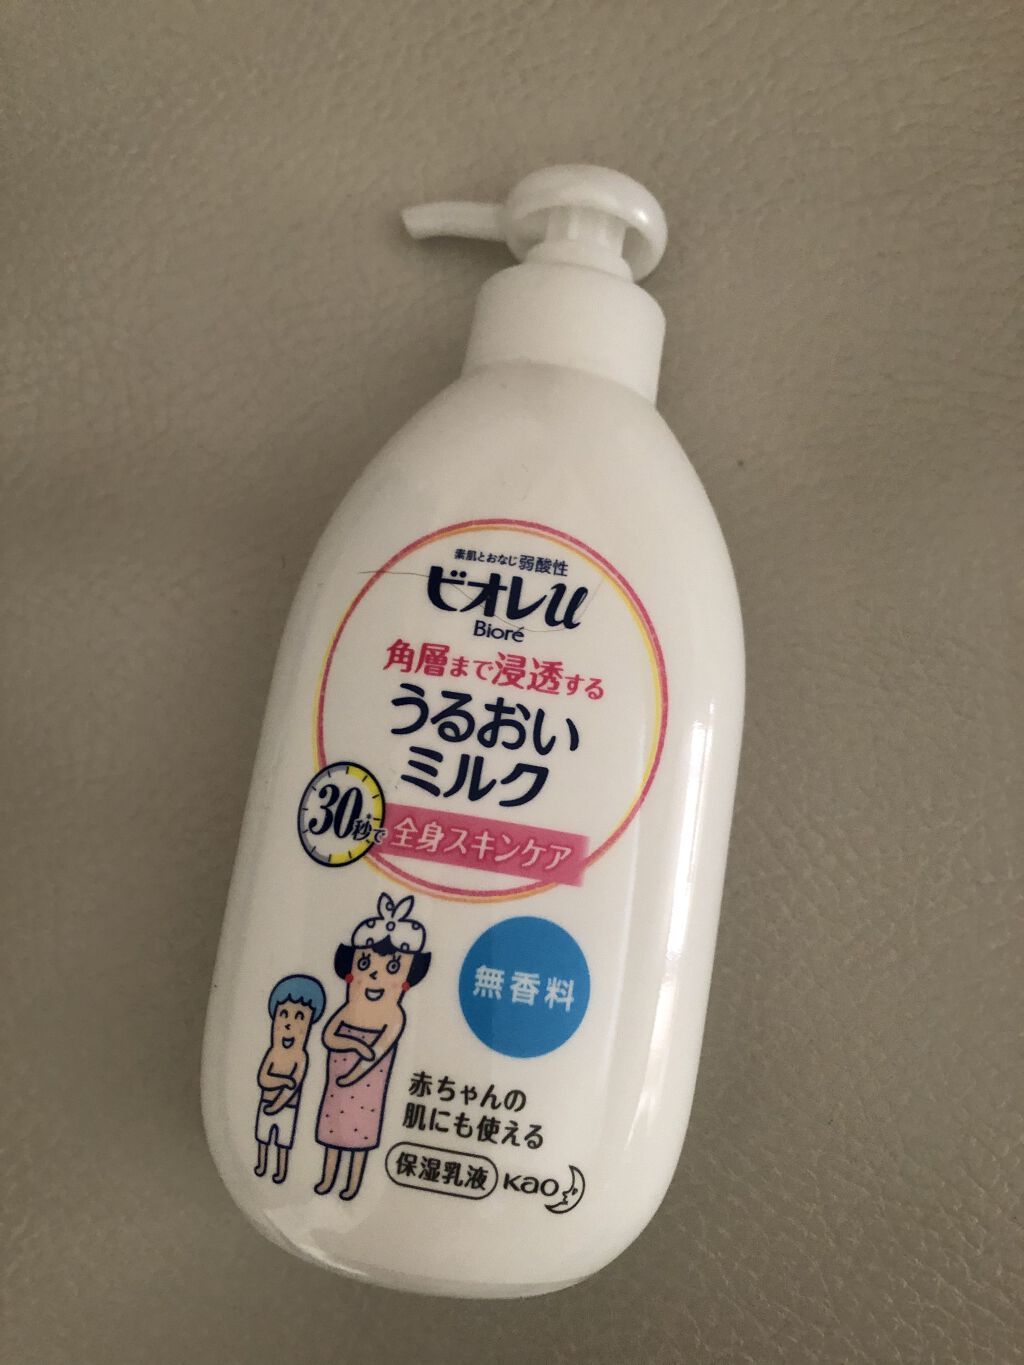 素肌とおなじ弱酸性
ビオレu
Bioré
角層まで浸透する
うるおい
ミルク
30秒で
全身スキンケア
無香料
赤ちゃんの
肌にも使える
保湿乳液 Kao